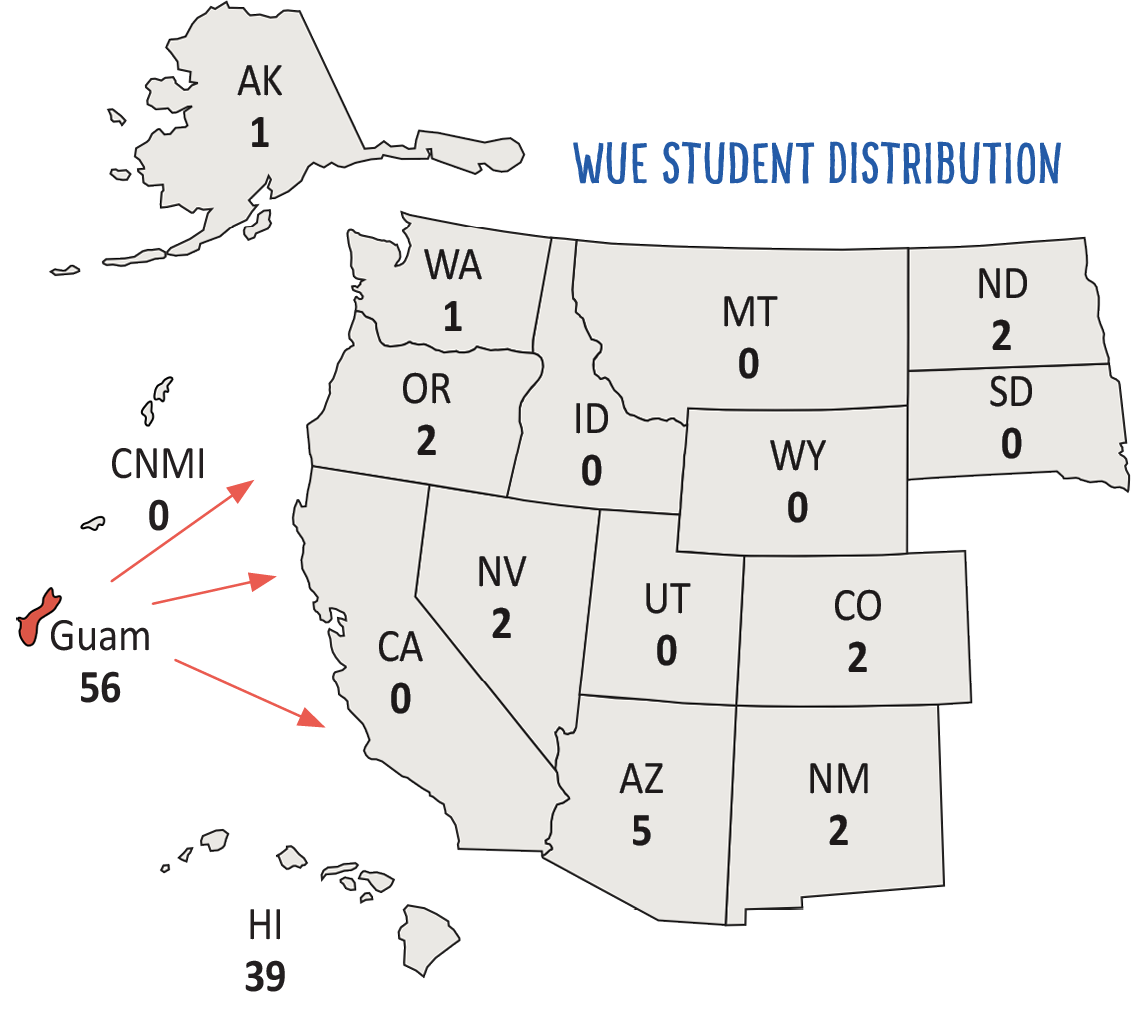 AK
1
WUE STUDENT DISTRIBUTION
WA
1
MT
0
ND
2
OR
2
ID
0
SD
0
CNMI
0
WY
0
NV
2
UT
0
CO
2
Guam
56
CA
0
AZ
5
NM
2
HI
39